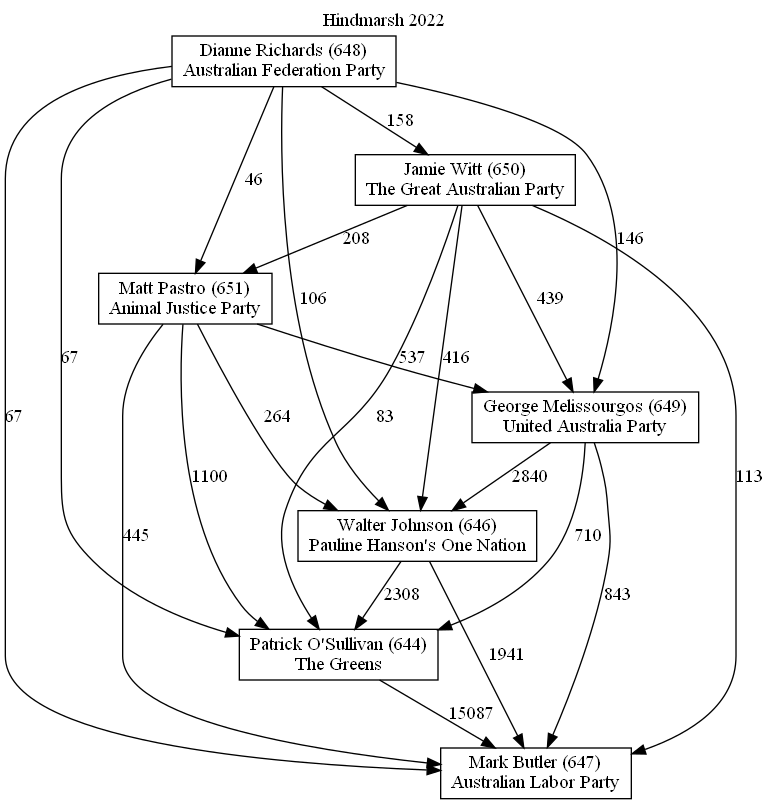 Hindmarsh 2022
Dianne Richards (648)
Australian Federation Party
158
Jamie Witt (650)
The Great Australian Party
46
208
146
Matt Pastro (651)
Animal Justice Party
106
439
67
537
416
George Melissourgos (649)
United Australia Party
67
264
83
1100
2840
113
Walter Johnson (646)
Pauline Hanson's One Nation
445
710
2308
843
Patrick O'Sullivan (644)
The Greens
1941
15087
Mark Butler (647)
Australian Labor Party